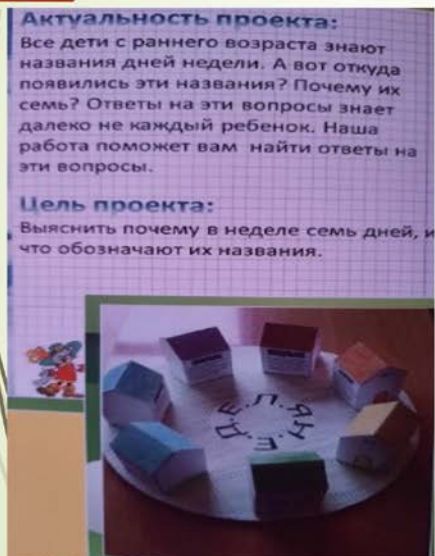 Актуальность проекта:
Все дети с раннего возраста знают
названия дней недели. А вот откуда
появились эти названия? Почему их
семь? Ответы на эти вопросы знает
далеко не каждый ребенок. Наша
работа поможет вам найти ответы на
эти вопросы.
Цель проекта:
Выяснить почему в неделе семь дней, и
что обозначают их названия.
Н.Е.Д.Е.Л.Я